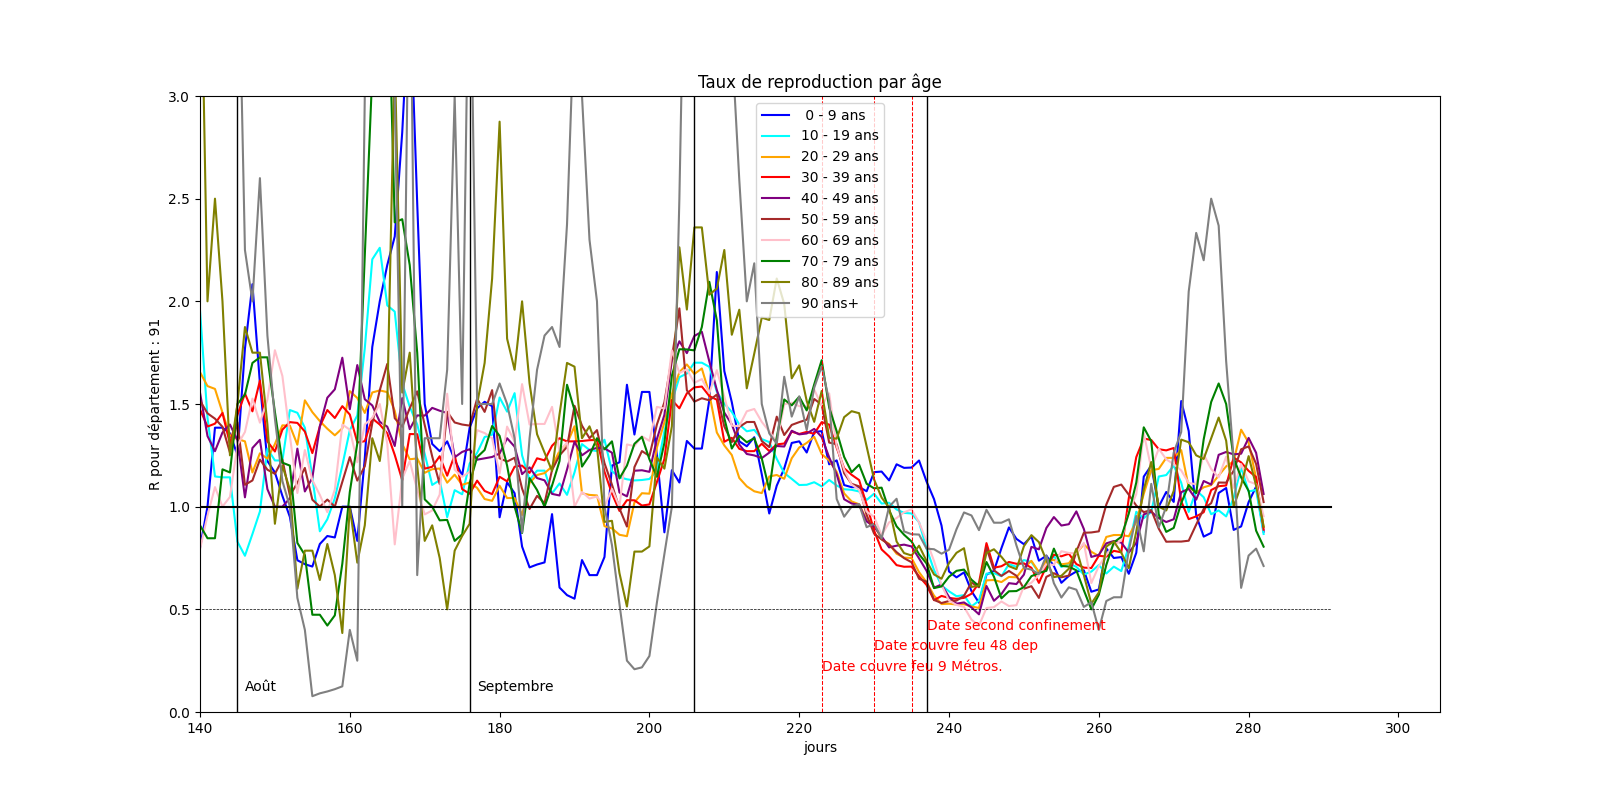 Taux de reproduction par âge
R pour département : 91
3.0
2.5
2.0
1.5
1.0
0.5
0.0
0 - 9 ans
10 - 19 ans
20 - 29 ans
30 - 39 ans
40 - 49 ans
50 - 59 ans
60 - 69 ans
70 - 79 ans
80 - 89 ans
90 ans+
Date second confinement
Date couvre feu 48 dep
Date couvre feu 9 Métros.
Août
Septembre
140 160 180 200 220 240 260 280 300
jours